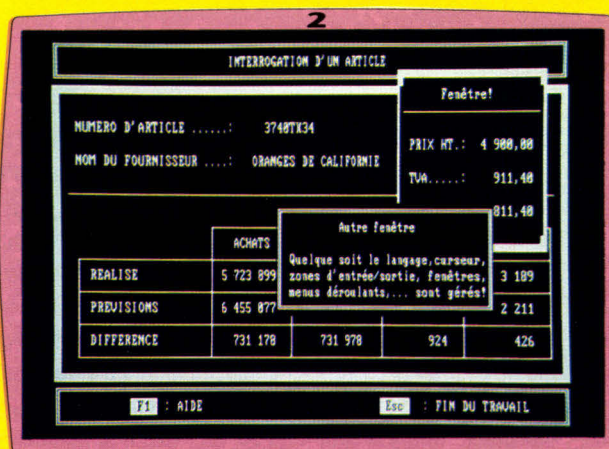 2
INTERROGATION D'UN ARTICLE
Fenêtre!
NUMERO D'ARTICLE ......: 3740TX34
PRIX HT.: 4 900,00
NOM DU FOURNISSEUR ....: ORANGES DE CALIFORNIE
TVA.....: 911,40
811,40
Autre fenêtre
ACHATS
Quelque soit le langage,curseur,
zones d'entrée/sortie, fenêtres,
menus déroulants,... sont gérés!
REALISE 5 723 899 3 189
PREVISIONS 6 455 077 2 211
DIFFERENCE 731 178 731 978 924 426
F1 : AIDE Esc : FIN DU TRAVAIL